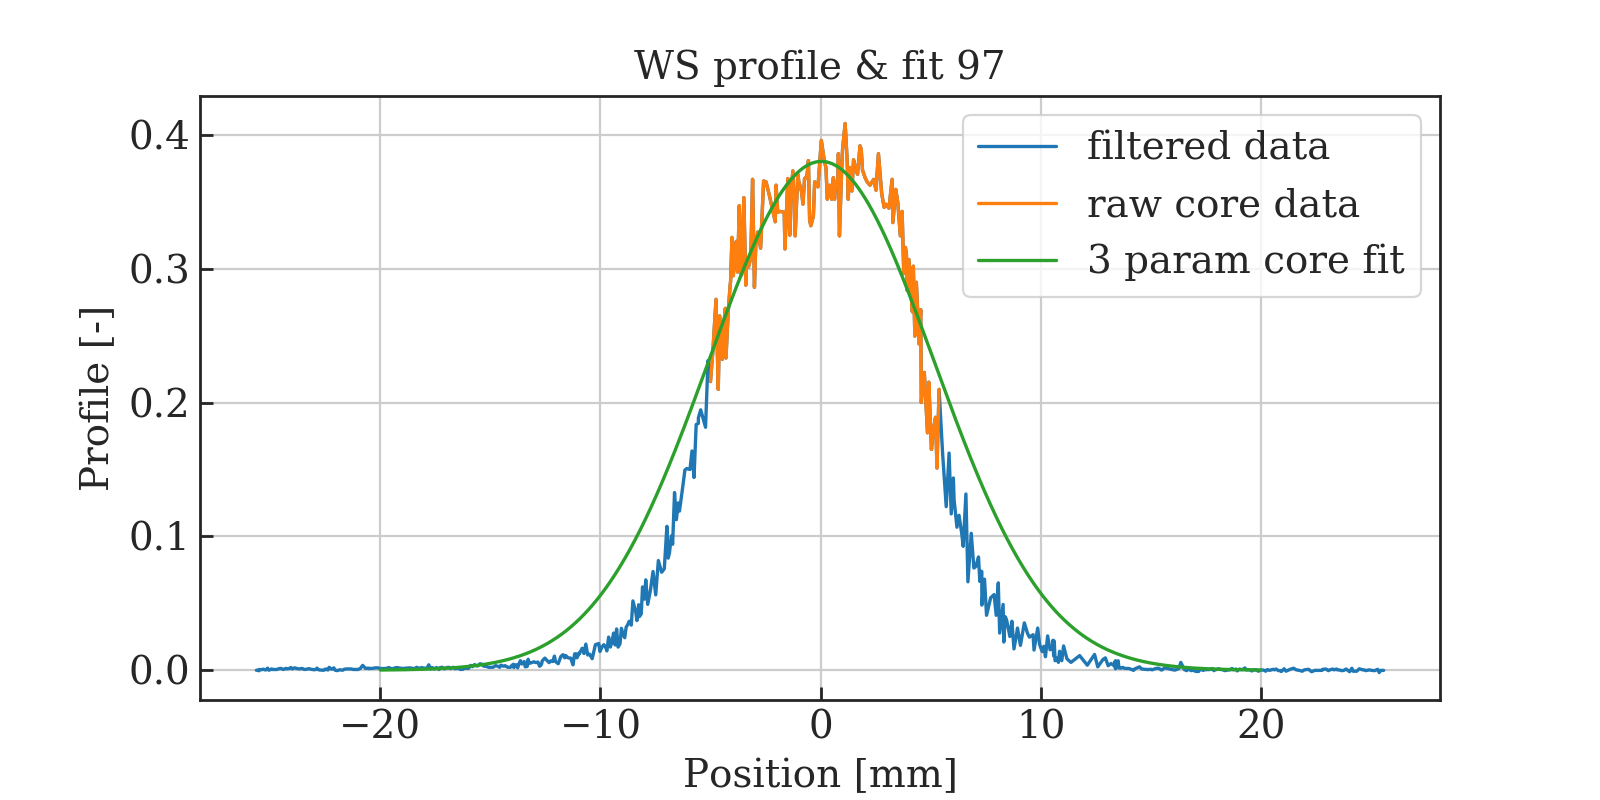 WS profile & fit 97
0.4
0.3
0.2
0.1
0.0
Profile [-]
filtered data
raw core data
3 param core fit
−20
−10
0
10
20
Position [mm]